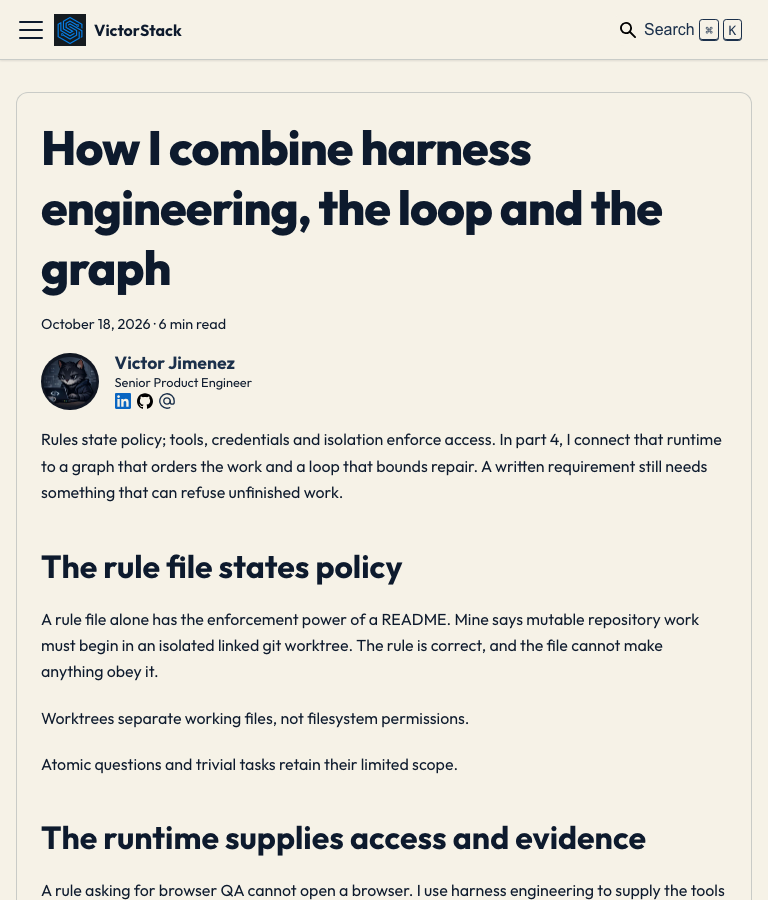 VictorStack
Search ⌘ K
How I combine harness
engineering, the loop and the
graph
October 18, 2026 · 6 min read
Victor Jimenez
Senior Product Engineer
Rules state policy; tools, credentials and isolation enforce access. In part 4, I connect that runtime
to a graph that orders the work and a loop that bounds repair. A written requirement still needs
something that can refuse unfinished work.
The rule file states policy
A rule file alone has the enforcement power of a README. Mine says mutable repository work
must begin in an isolated linked git worktree. The rule is correct, and the file cannot make
anything obey it.
Worktrees separate working files, not filesystem permissions.
Atomic questions and trivial tasks retain their limited scope.
The runtime supplies access and evidence
A rule asking for browser QA cannot open a browser. I use harness engineering to supply the tools